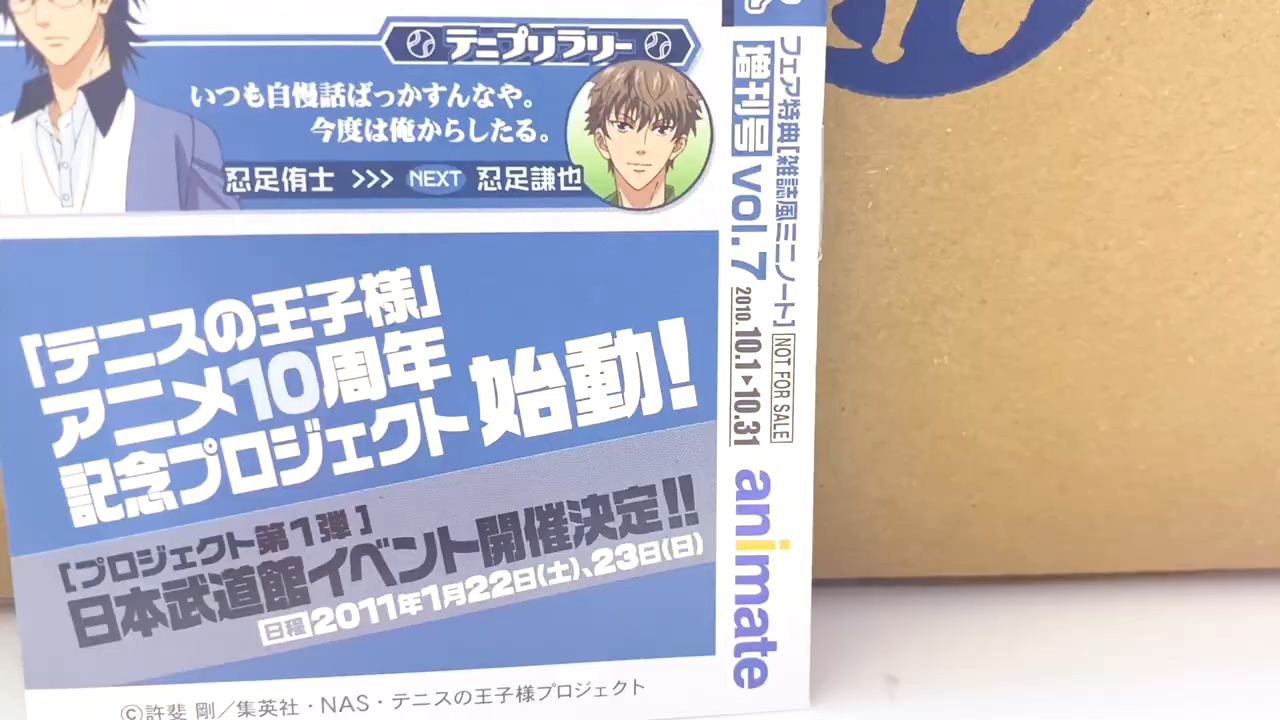 テニプリラリー
いつも自慢話ばっかすんなや。
今度は俺からしたる。
忍足侑士 >>> NEXT 忍足謙也
「テニスの王子様」
アニメ10周年
記念プロジェクト 始動!
[プロジェクト第1弾]
日本武道館イベント開催決定!!
日程 2011年1月22日(土)、23日(日)
©許斐 剛/集英社・NAS・テニスの王子様プロジェクト
フェア特典[雑誌風ミニノート] NOT FOR SALE
増刊号 vol.7 2010.10.1▶10.31 animate